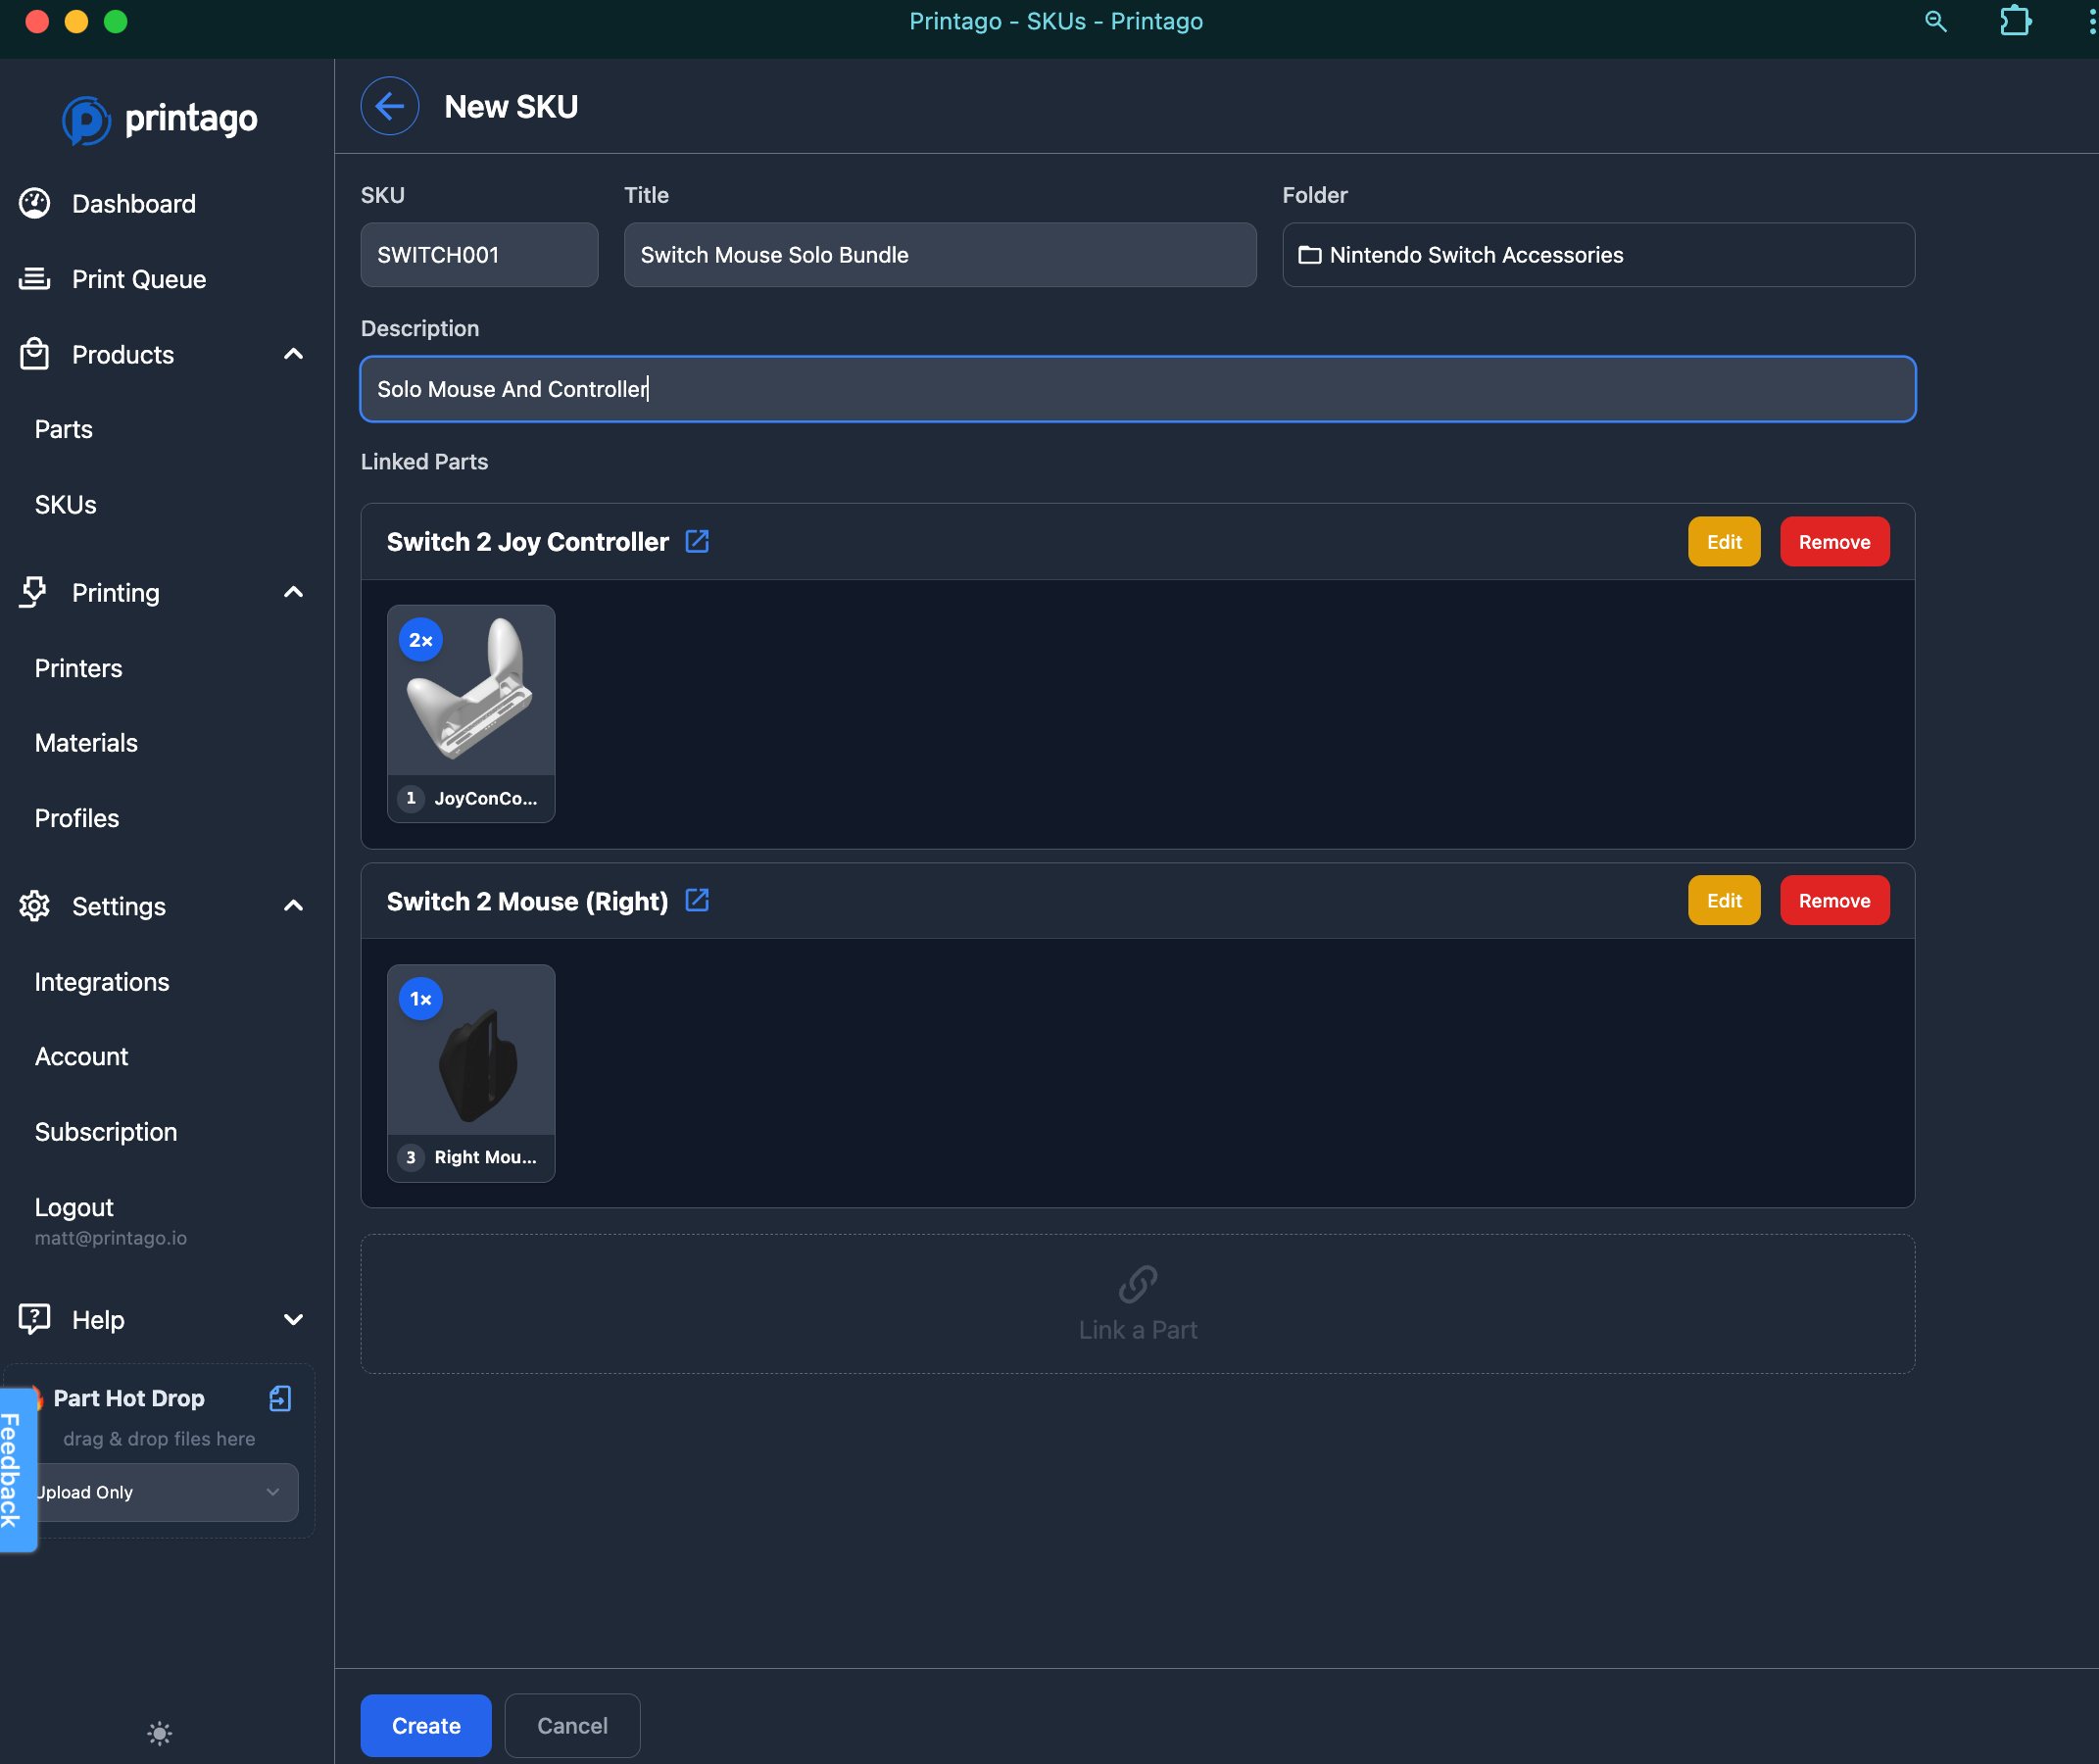 Printago - SKUs - Printago
printago
Dashboard
Print Queue
Products
Parts
SKUs
Printing
Printers
Materials
Profiles
Settings
Integrations
Account
Subscription
Logout
matt@printago.io
Help
Part Hot Drop
drag & drop files here
Upload Only
Feedback
New SKU
SKU
Title
Folder
SWITCH001
Switch Mouse Solo Bundle
Nintendo Switch Accessories
Description
Solo Mouse And Controller
Linked Parts
Switch 2 Joy Controller
Edit
Remove
2×
1 JoyConCo...
Switch 2 Mouse (Right)
Edit
Remove
1×
3 Right Mou...
Link a Part
Create
Cancel